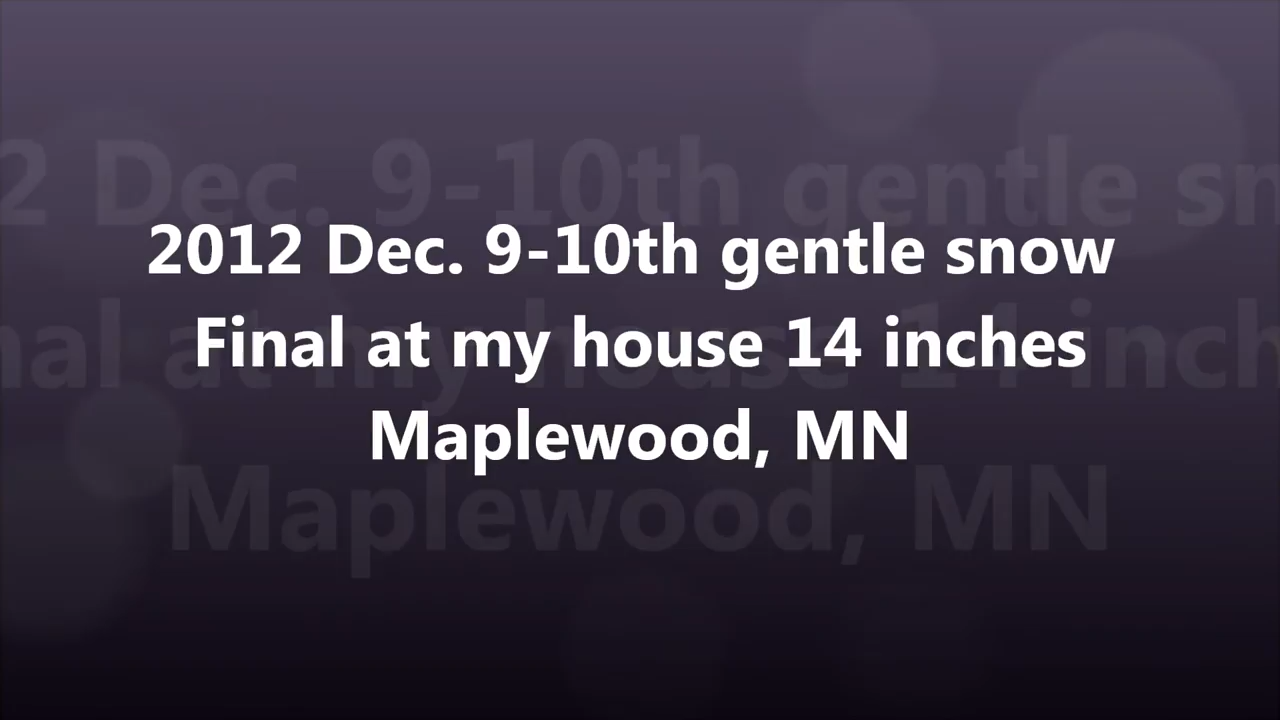 2012 Dec. 9-10th gentle snow
Final at my house 14 inches
Maplewood, MN